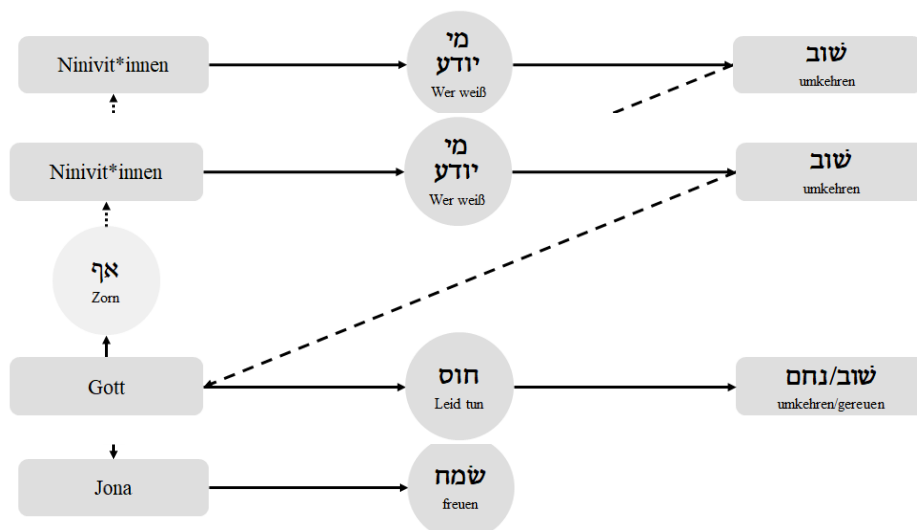 Ninivit*innen
מי
יודע
Wer weiß
שׁוב
umkehren
Ninivit*innen
מי
יודע
Wer weiß
שׁוב
umkehren
אף
Zorn
Gott
חוס
Leid tun
שׁוב/נחם
umkehren/gereuen
Jona
שׂמח
freuen